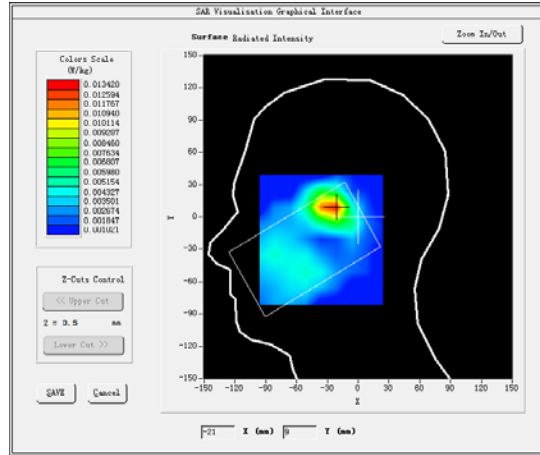 SAR Visualisation Graphical Interface
Surface Radiated Intensity
Zoom In/Out
Colors Scale
(W/kg)
0.013420
0.012594
0.011767
0.010940
0.010114
0.009287
0.008460
0.007634
0.006807
0.005980
0.005154
0.004327
0.003501
0.002674
0.001847
0.001021
150
120
90
60
30
0
-30
-60
-90
-120
-150
Y
-150 -120 -90 -60 -30 0 30 60 90 120 150
X
Z-Cuts Control
<< Upper Cut
Z = 3.5 mm
Lower Cut >>
SAVE Cancel
-21 X (mm) 9 Y (mm)